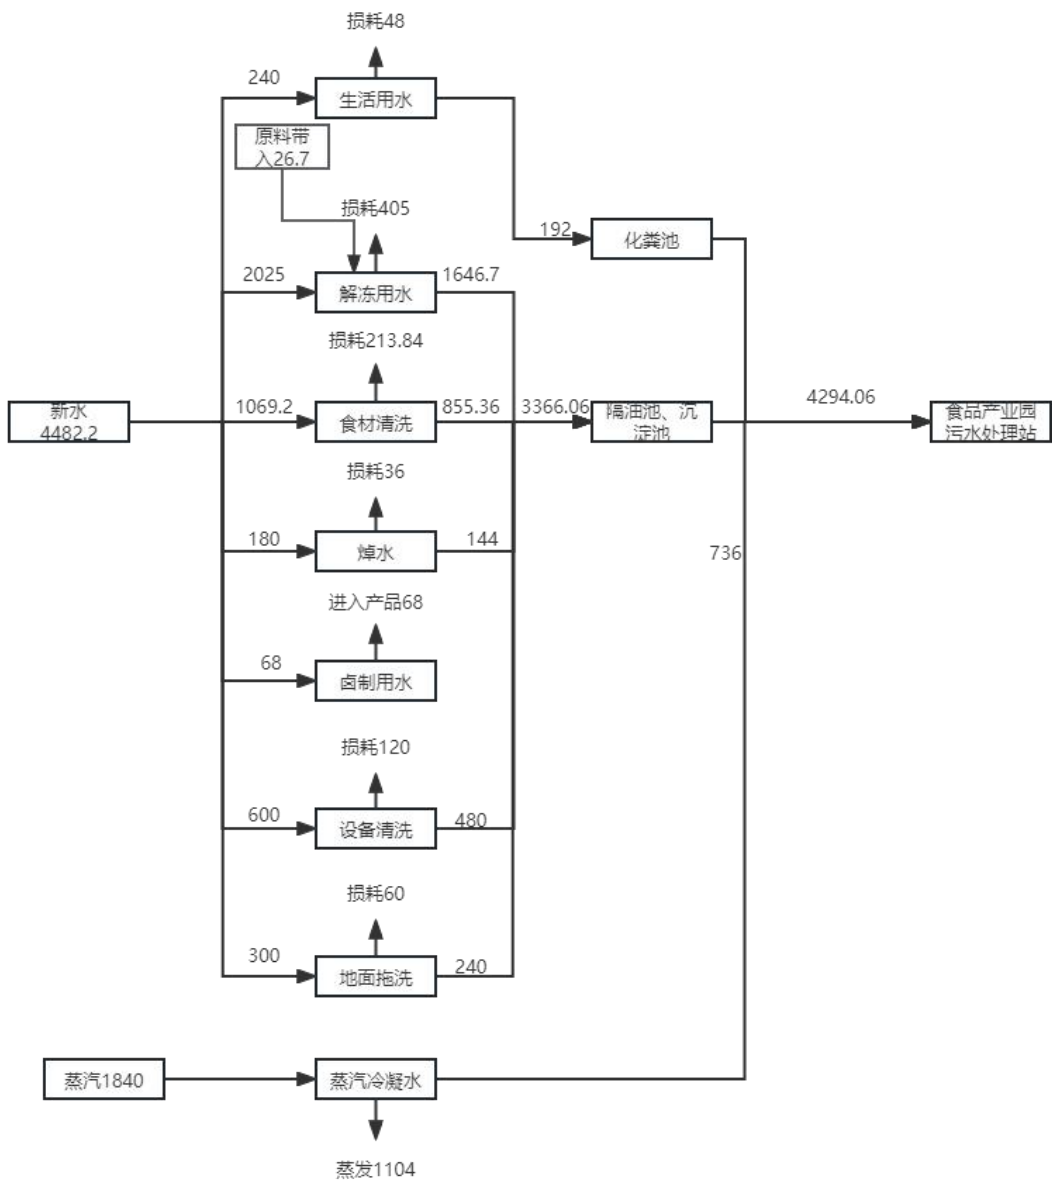 损耗48
240
生活用水
原料带
入26.7
损耗405
192
化粪池
2025
解冻用水
1646.7
损耗213.84
新水
4482.2
1069.2
食材清洗
855.36
3366.06
隔油池、沉
淀池
4294.06
食品产业园
污水处理站
损耗36
180
焯水
144
736
进入产品68
68
卤制用水
损耗120
600
设备清洗
480
损耗60
300
地面拖洗
240
蒸汽1840
蒸汽冷凝水
蒸发1104